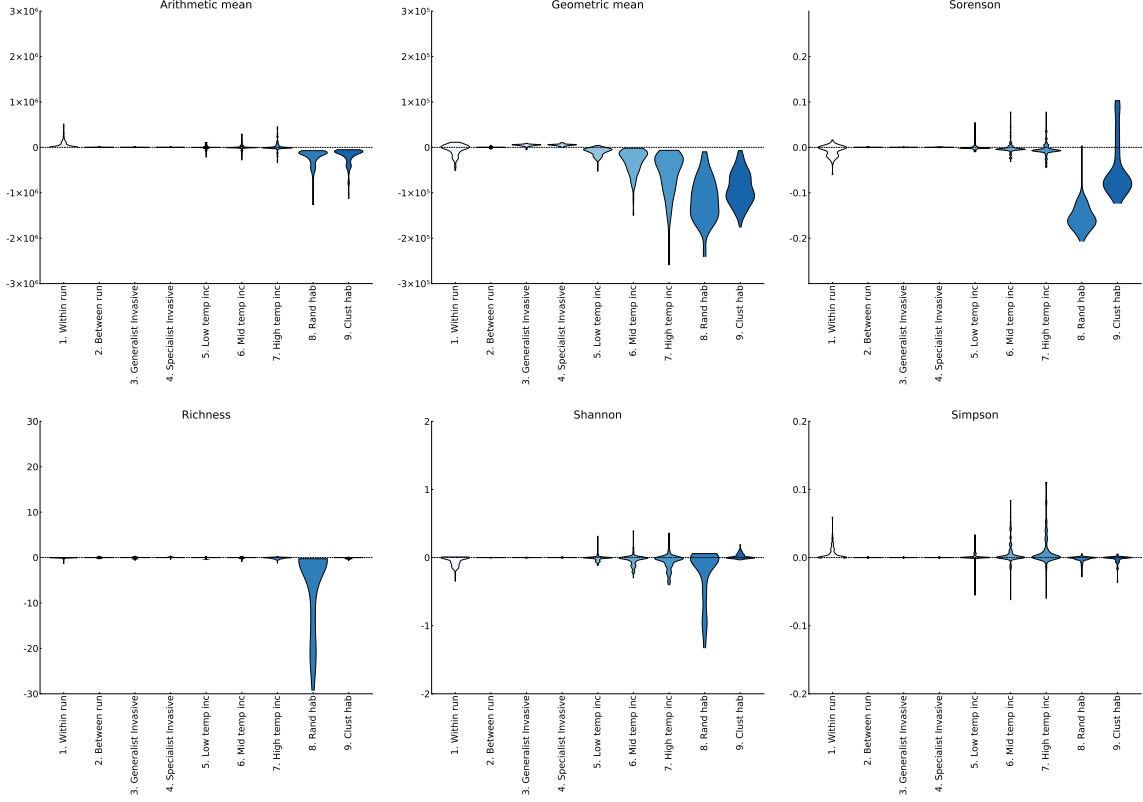 Arithmetic mean
3×10⁶
2×10⁶
1×10⁶
0
-1×10⁶
-2×10⁶
-3×10⁶
1. Within run
2. Between run
3. Generalist Invasive
4. Specialist Invasive
5. Low temp inc
6. Mid temp inc
7. High temp inc
8. Rand hab
9. Clust hab
Geometric mean
3×10⁵
2×10⁵
1×10⁵
0
-1×10⁵
-2×10⁵
-3×10⁵
1. Within run
2. Between run
3. Generalist Invasive
4. Specialist Invasive
5. Low temp inc
6. Mid temp inc
7. High temp inc
8. Rand hab
9. Clust hab
Sorenson
0.2
0.1
0.0
-0.1
-0.2
1. Within run
2. Between run
3. Generalist Invasive
4. Specialist Invasive
5. Low temp inc
6. Mid temp inc
7. High temp inc
8. Rand hab
9. Clust hab
Richness
30
20
10
0
-10
-20
-30
1. Within run
2. Between run
3. Generalist Invasive
4. Specialist Invasive
5. Low temp inc
6. Mid temp inc
7. High temp inc
8. Rand hab
9. Clust hab
Shannon
2
1
0
-1
-2
1. Within run
2. Between run
3. Generalist Invasive
4. Specialist Invasive
5. Low temp inc
6. Mid temp inc
7. High temp inc
8. Rand hab
9. Clust hab
Simpson
0.2
0.1
0.0
-0.1
-0.2
1. Within run
2. Between run
3. Generalist Invasive
4. Specialist Invasive
5. Low temp inc
6. Mid temp inc
7. High temp inc
8. Rand hab
9. Clust hab